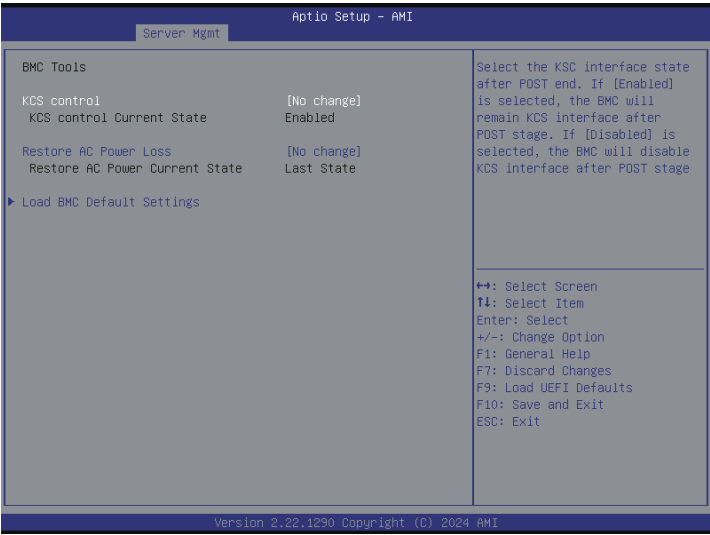 Aptio Setup - AMI
Server Mgmt
BMC Tools
KCS control [No change]
KCS control Current State Enabled
Restore AC Power Loss [No change]
Restore AC Power Current State Last State
Load BMC Default Settings
Select the KSC interface state
after POST end. If [Enabled]
is selected, the BMC will
remain KCS interface after
POST stage. If [Disabled] is
selected, the BMC will disable
KCS interface after POST stage
↔: Select Screen
↑↓: Select Item
Enter: Select
+/-: Change Option
F1: General Help
F7: Discard Changes
F9: Load UEFI Defaults
F10: Save and Exit
ESC: Exit
Version 2.22.1290 Copyright (C) 2024 AMI